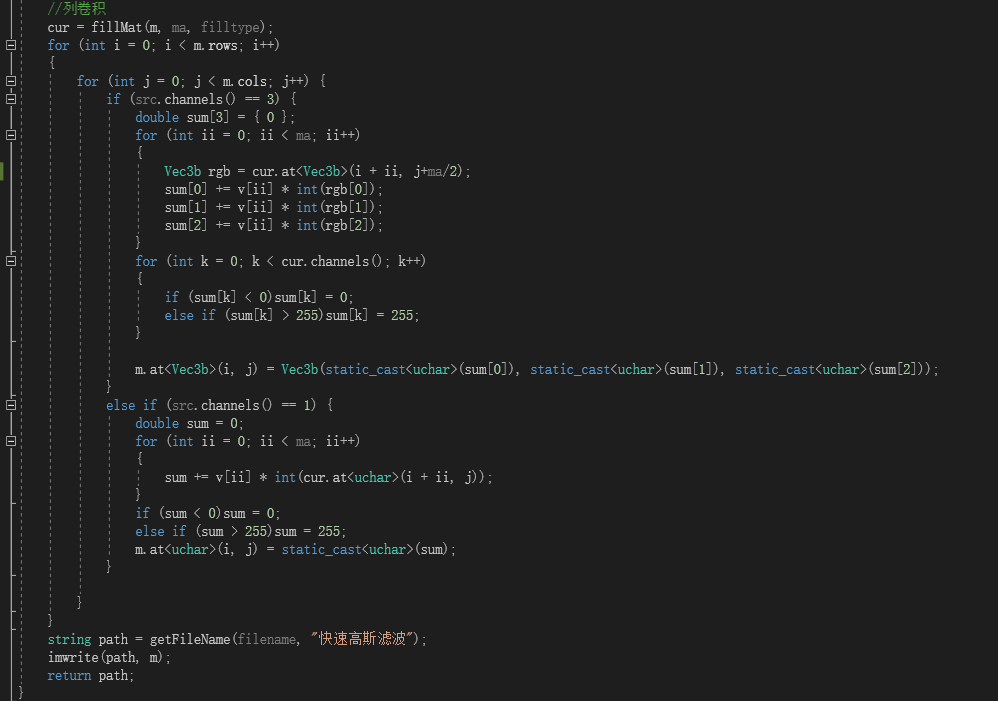 //列卷积
cur = fillMat(m, ma, filltype);
for (int i = 0; i < m.rows; i++)
{
for (int j = 0; j < m.cols; j++) {
if (src.channels() == 3) {
double sum[3] = { 0 };
for (int ii = 0; ii < ma; ii++)
{
Vec3b rgb = cur.at<Vec3b>(i + ii, j+ma/2);
sum[0] += v[ii] * int(rgb[0]);
sum[1] += v[ii] * int(rgb[1]);
sum[2] += v[ii] * int(rgb[2]);
}
for (int k = 0; k < cur.channels(); k++)
{
if (sum[k] < 0)sum[k] = 0;
else if (sum[k] > 255)sum[k] = 255;
}
m.at<Vec3b>(i, j) = Vec3b(static_cast<uchar>(sum[0]), static_cast<uchar>(sum[1]), static_cast<uchar>(sum[2]));
}
else if (src.channels() == 1) {
double sum = 0;
for (int ii = 0; ii < ma; ii++)
{
sum += v[ii] * int(cur.at<uchar>(i + ii, j));
}
if (sum < 0)sum = 0;
else if (sum > 255)sum = 255;
m.at<uchar>(i, j) = static_cast<uchar>(sum);
}
}
}
string path = getFileName(filename, "快速高斯滤波");
imwrite(path, m);
return path;
}